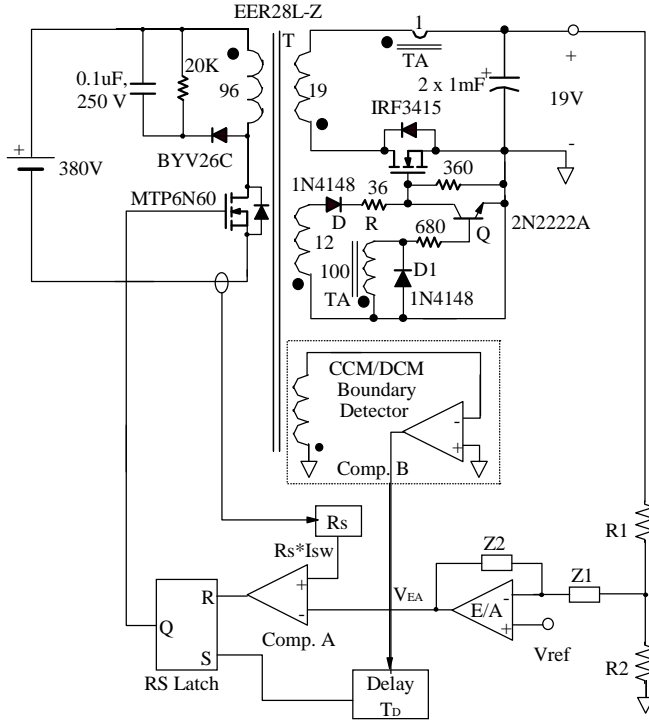 EER28L-Z
T
1
TA
2 x 1mF
+
19V
+
-
20K
0.1uF,
250 V
96
19
BYV26C
IRF3415
+
380V
MTP6N60
1N4148
36
360
D
R
680
Q
2N2222A
12
100
D1
TA
1N4148
CCM/DCM
Boundary
Detector
-
+
Comp. B
Rs
Rs*Isw
Z2
R1
Z1
VEA
E/A
-
+
Vref
R
Q
S
+
-
Comp. A
RS Latch
Delay
TD
R2